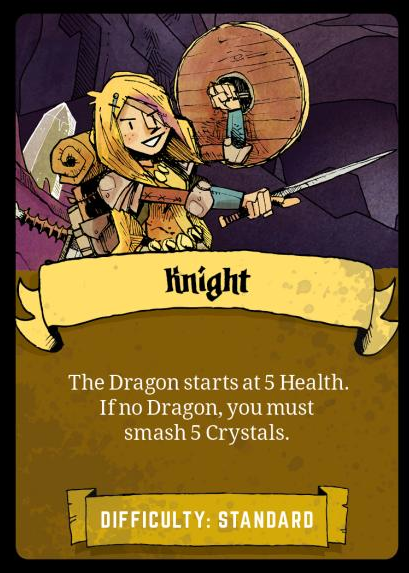 Knight
The Dragon starts at 5 Health.
If no Dragon, you must
smash 5 Crystals.
DIFFICULTY: STANDARD